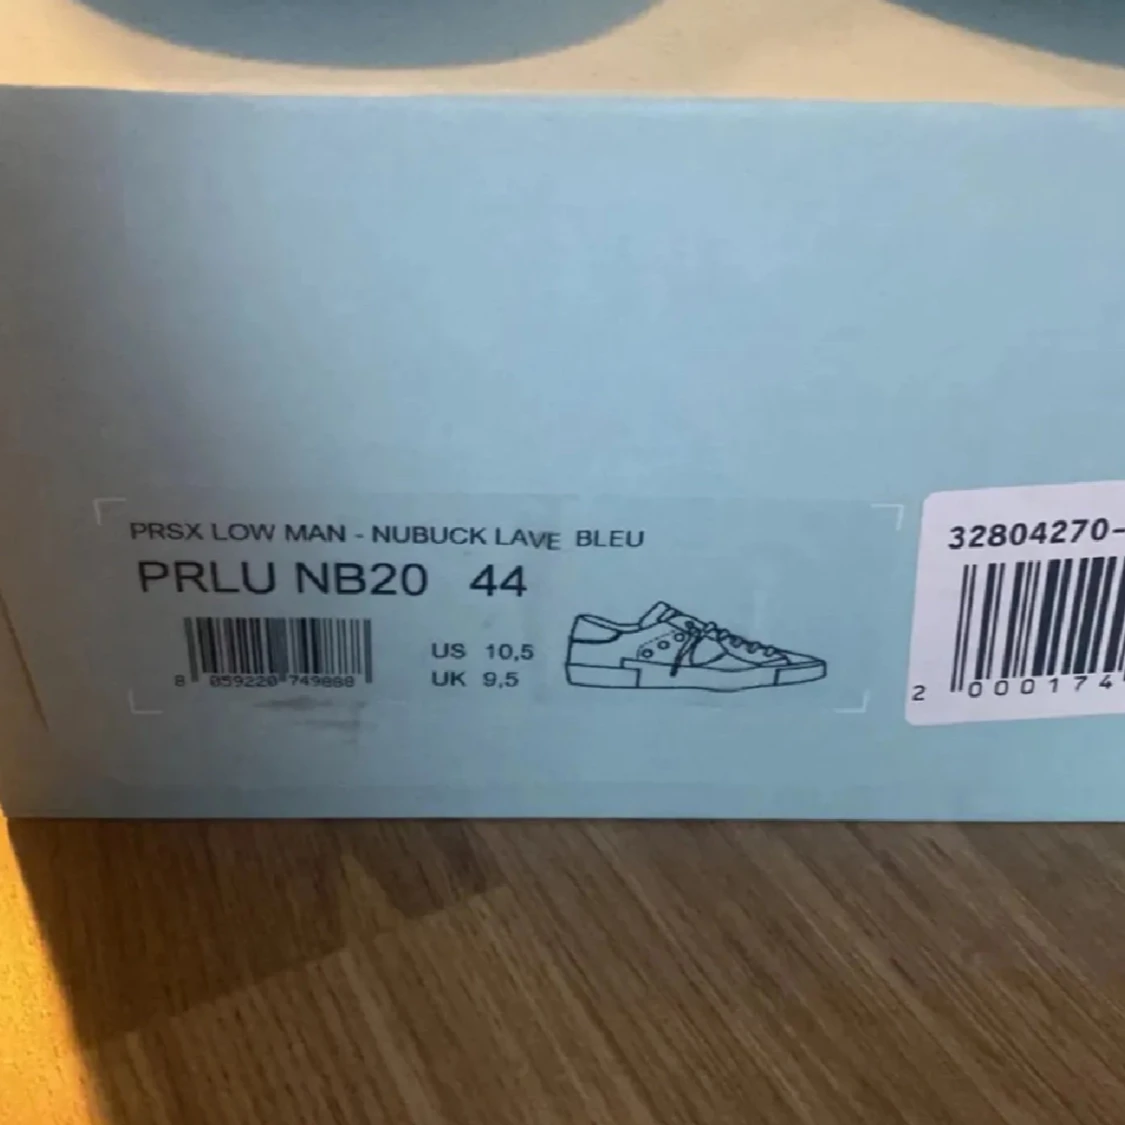 PRSX LOW MAN - NUBUCK LAVE BLEU
PRLU NB20 44
US 10,5
UK 9,5
8 059220 749888
32804270-
2 000174